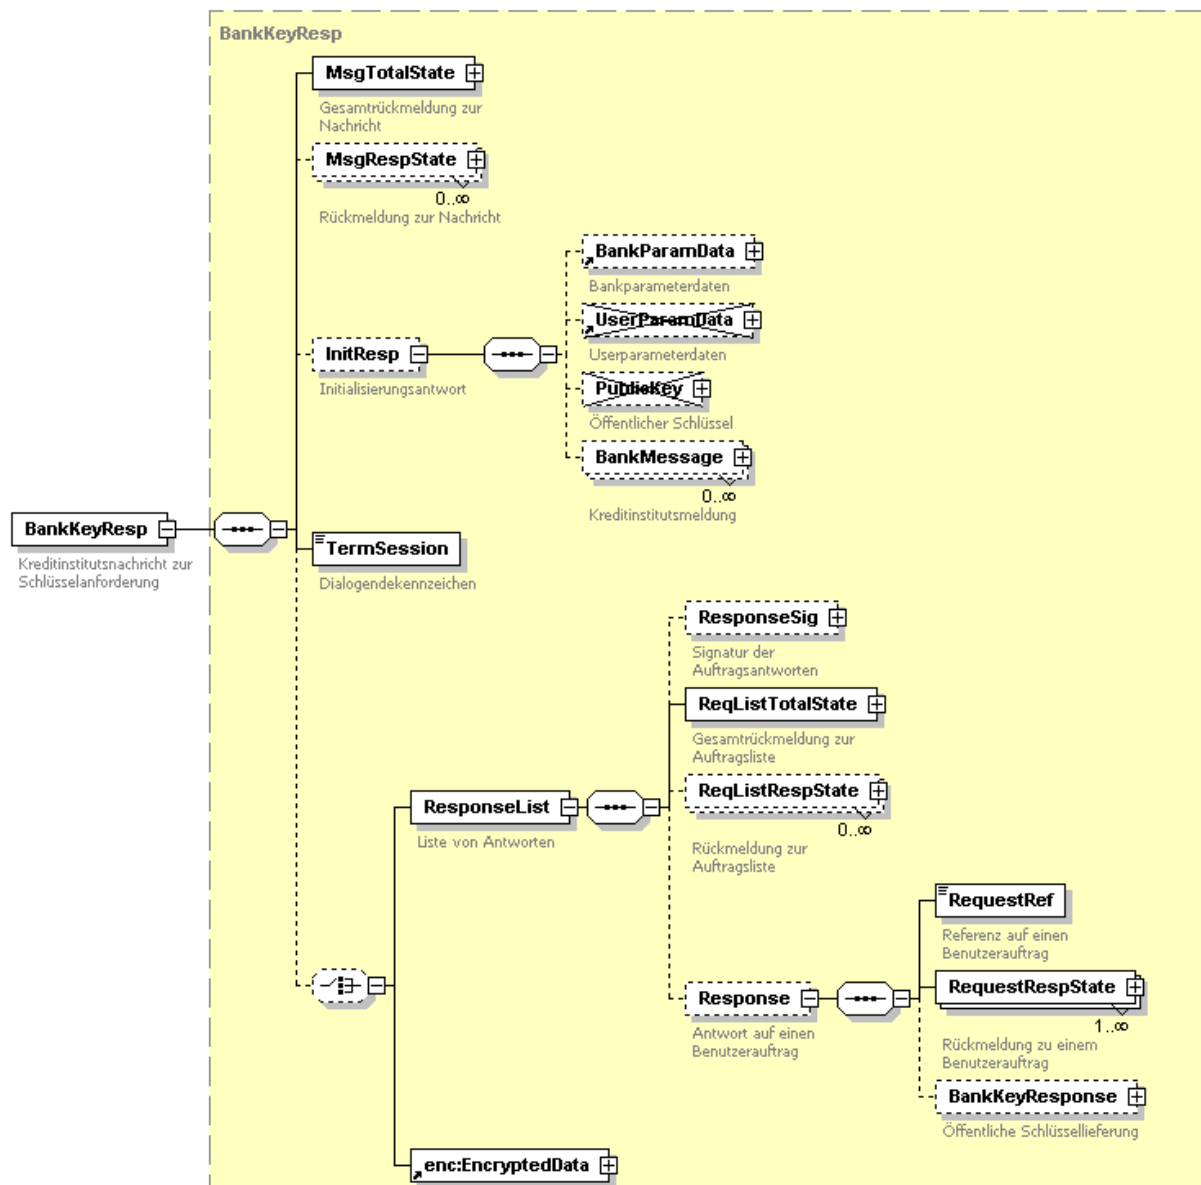 BankKeyResp
MsgTotalState
Gesamtrückmeldung zur
Nachricht
MsgRespState
0..∞
Rückmeldung zur Nachricht
BankParamData
Bankparameterdaten
UserParamData
Userparameterdaten
InitResp
Initialisierungsantwort
PublicKey
Öffentlicher Schlüssel
BankMessage
0..∞
Kreditinstitutsmeldung
BankKeyResp
Kreditinstitutsnachricht zur
Schlüsselanforderung
TermSession
Dialogendekennzeichen
ResponseSig
Signatur der
Auftragsantworten
ReqListTotalState
Gesamtrückmeldung zur
Auftragsliste
ResponseList
Liste von Antworten
ReqListRespState
0..∞
Rückmeldung zur
Auftragsliste
RequestRef
Referenz auf einen
Benutzerauftrag
Response
Antwort auf einen
Benutzerauftrag
RequestRespState
1..∞
Rückmeldung zu einem
Benutzerauftrag
BankKeyResponse
Öffentliche Schlüssellieferung
enc:EncryptedData